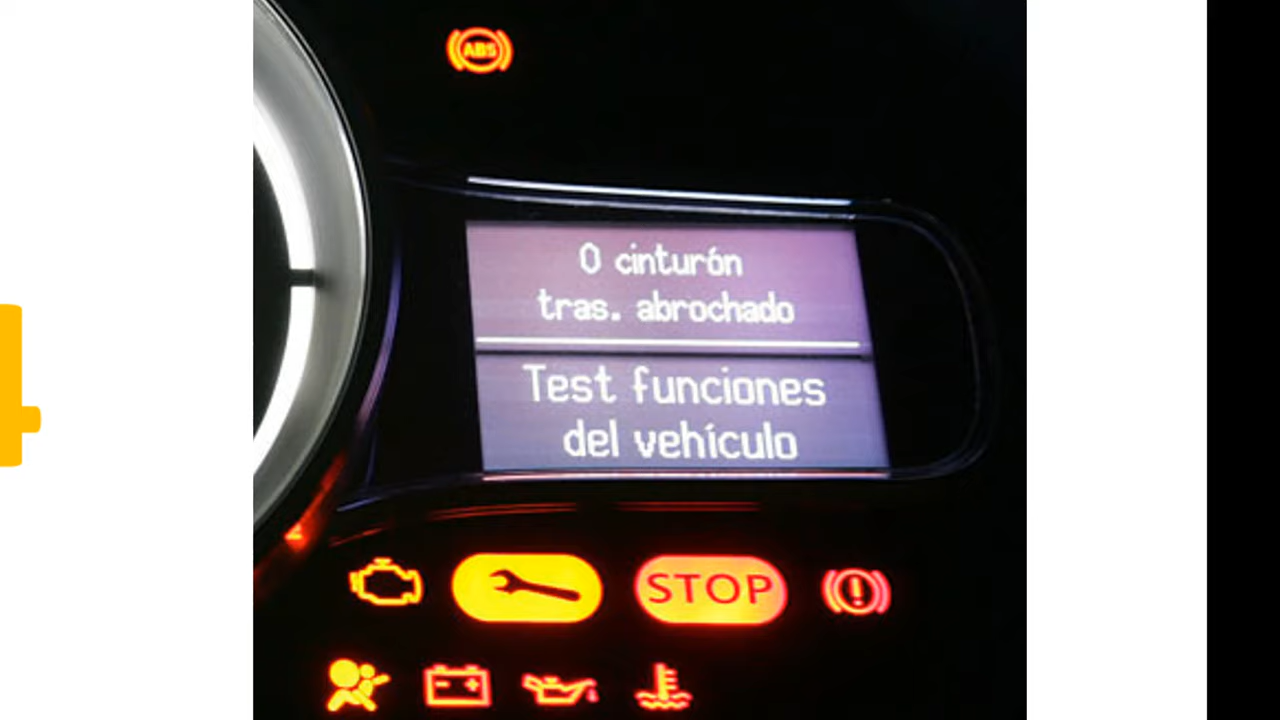 ABS
0 cinturón
tras. abrochado
Test funciones
del vehículo
STOP